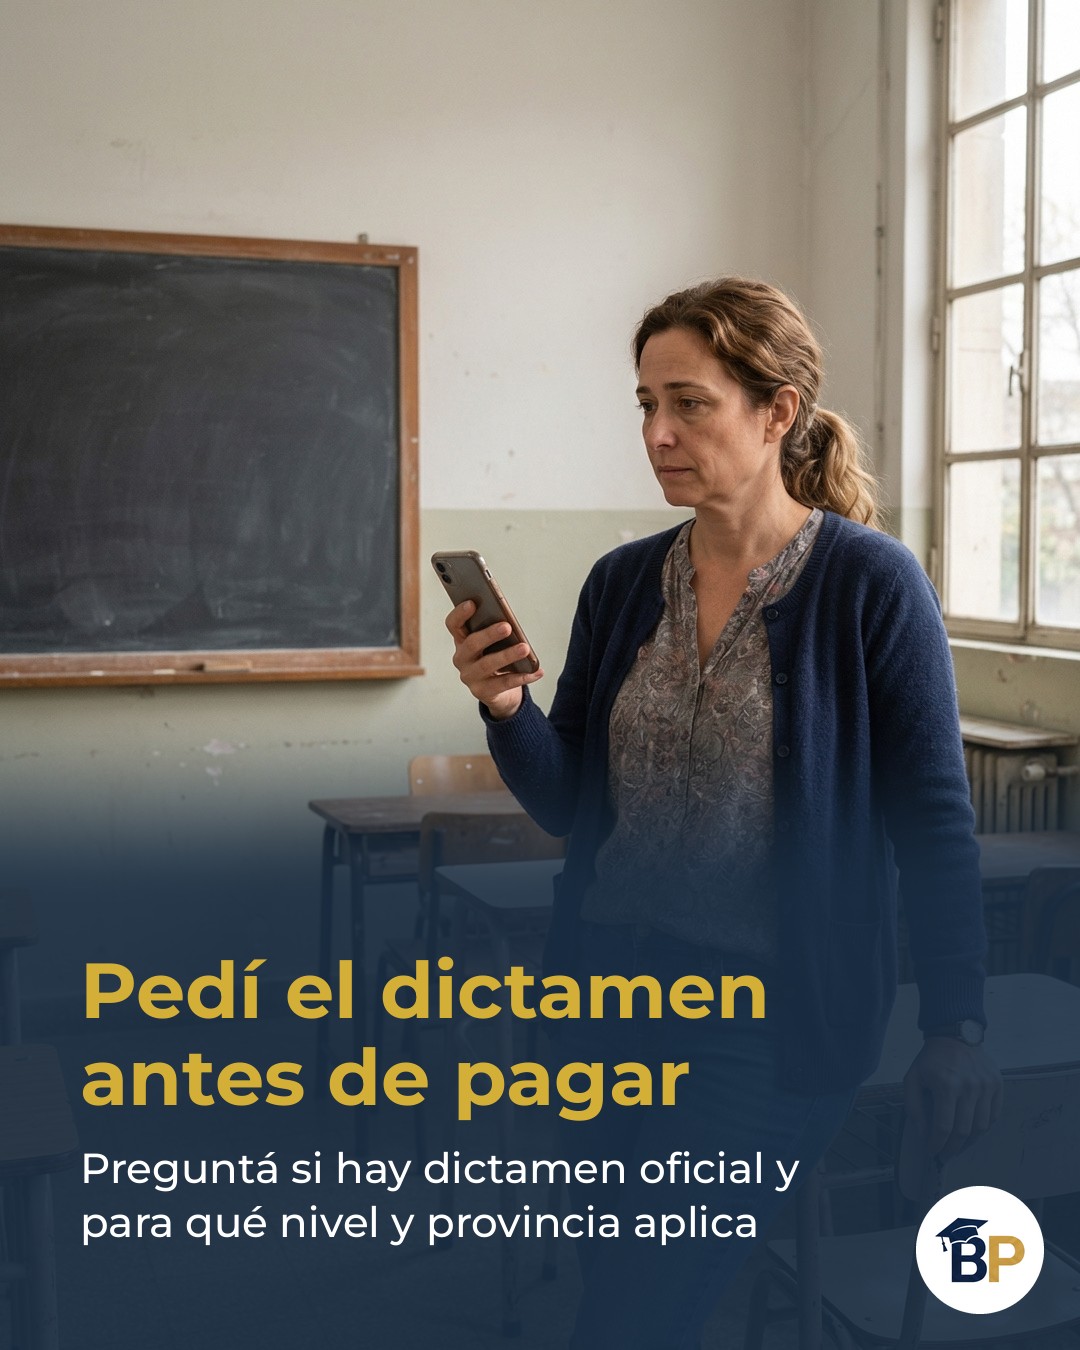 Pedí el dictamen
antes de pagar
Preguntá si hay dictamen oficial y
para qué nivel y provincia aplica
BP